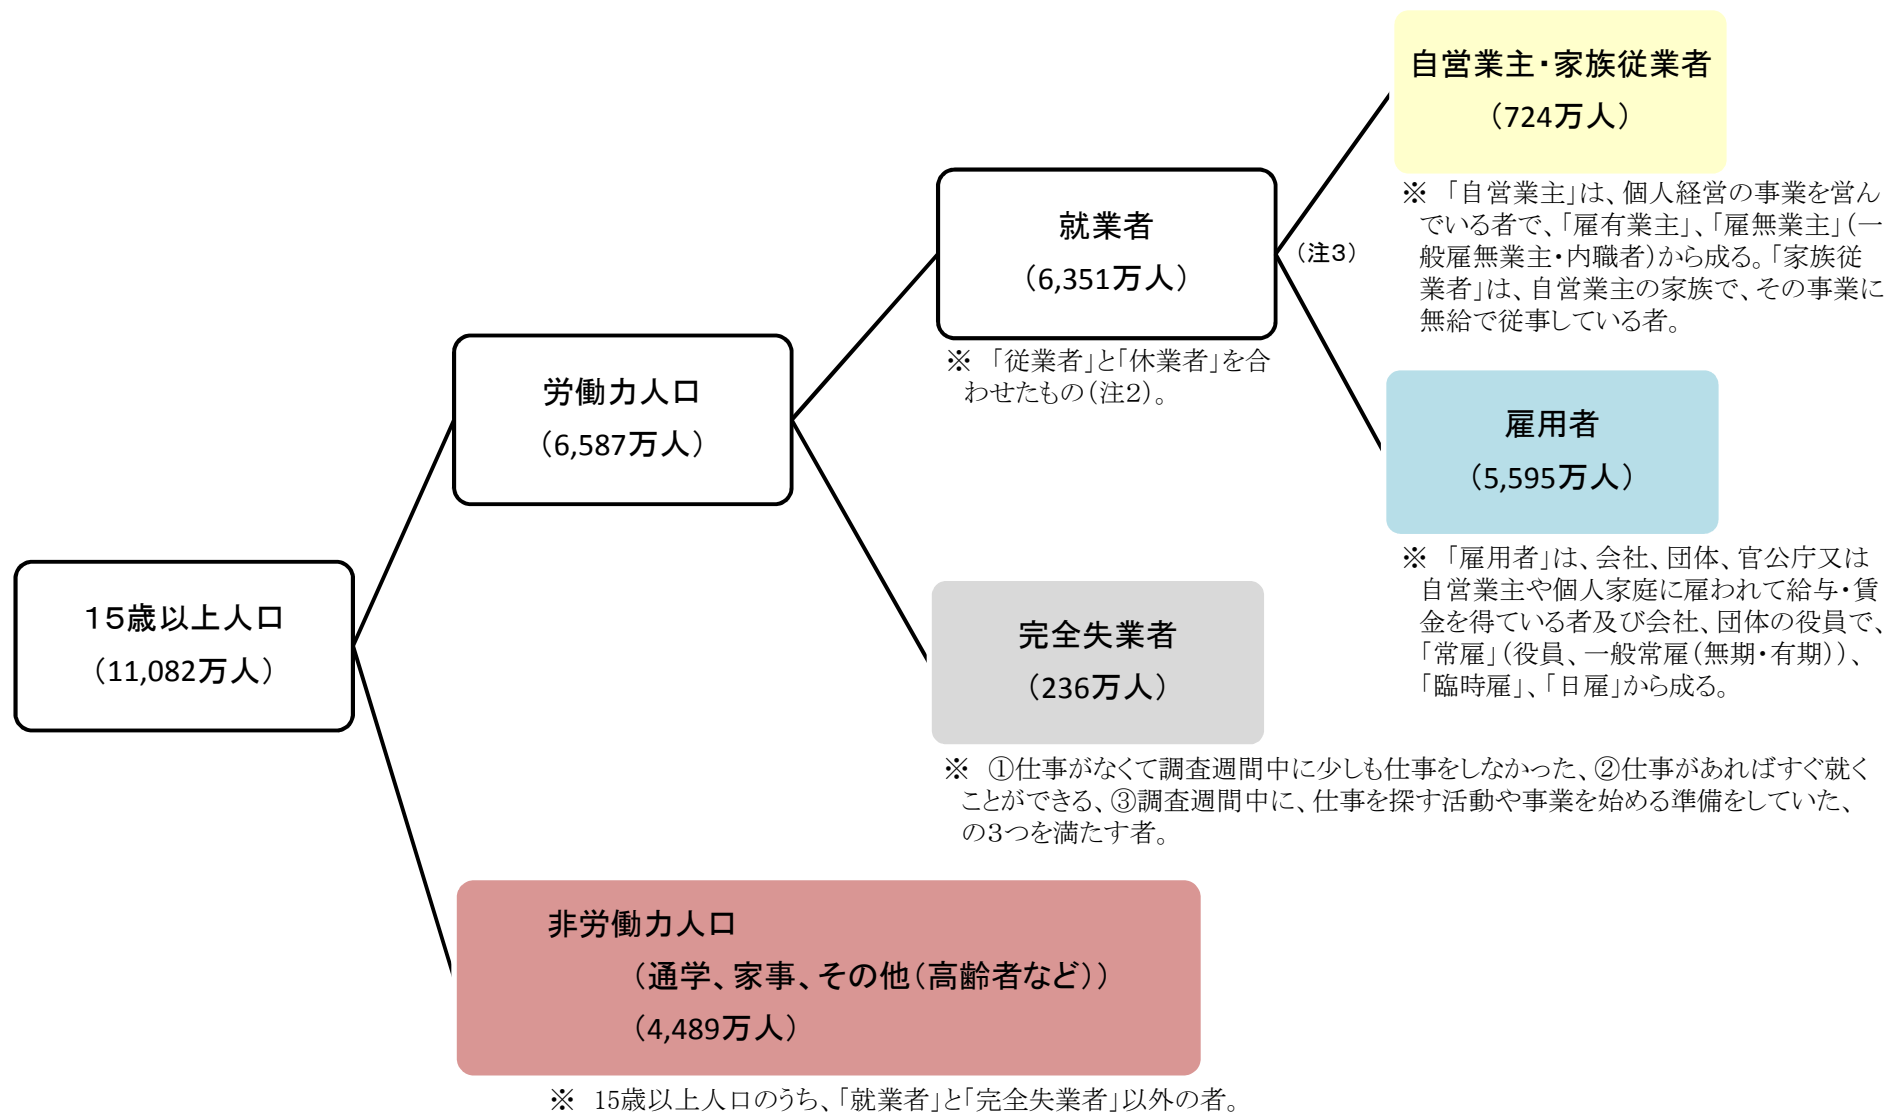 自営業主・家族従業者
（724万人）
※ 「自営業主」は、個人経営の事業を営ん
でいる者で、「雇有業主」、「雇無業主」（一
般雇無業主・内職者）から成る。「家族従
業者」は、自営業主の家族で、その事業に
無給で従事している者。
就業者
（6,351万人）
（注３）
※ 「従業者」と「休業者」を合
わせたもの（注２）。
労働力人口
（6,587万人）
雇用者
（5,595万人）
※ 「雇用者」は、会社、団体、官公庁又は
自営業主や個人家庭に雇われて給与・賃
金を得ている者及び会社、団体の役員で、
「常雇」（役員、一般常雇（無期・有期））、
「臨時雇」、「日雇」から成る。
１５歳以上人口
（11,082万人）
完全失業者
（236万人）
※ ①仕事がなくて調査週間中に少しも仕事をしなかった、②仕事があればすぐ就く
ことができる、③調査週間中に、仕事を探す活動や事業を始める準備をしていた、
の３つを満たす者。
非労働力人口
（通学、家事、その他（高齢者など））
（4,489万人）
※ 15歳以上人口のうち、「就業者」と「完全失業者」以外の者。